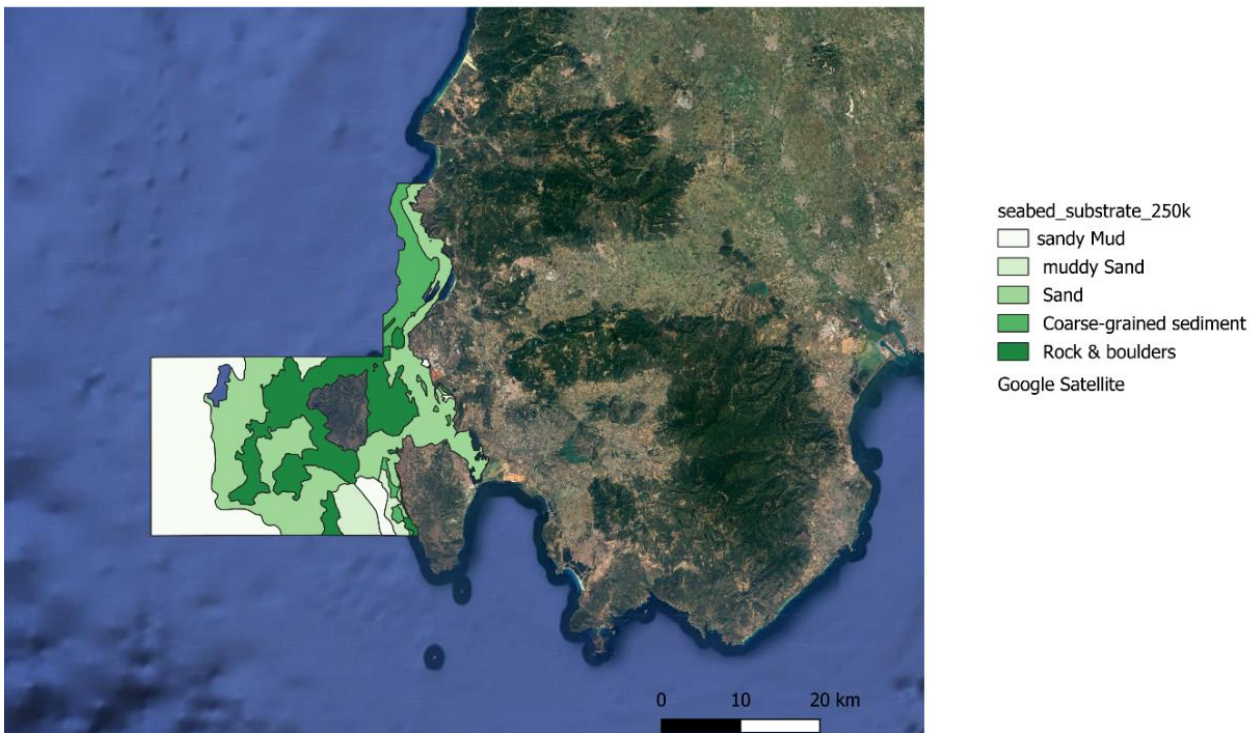 seabed_substrate_250k
sandy Mud
muddy Sand
Sand
Coarse-grained sediment
Rock & boulders
Google Satellite
0 10 20 km